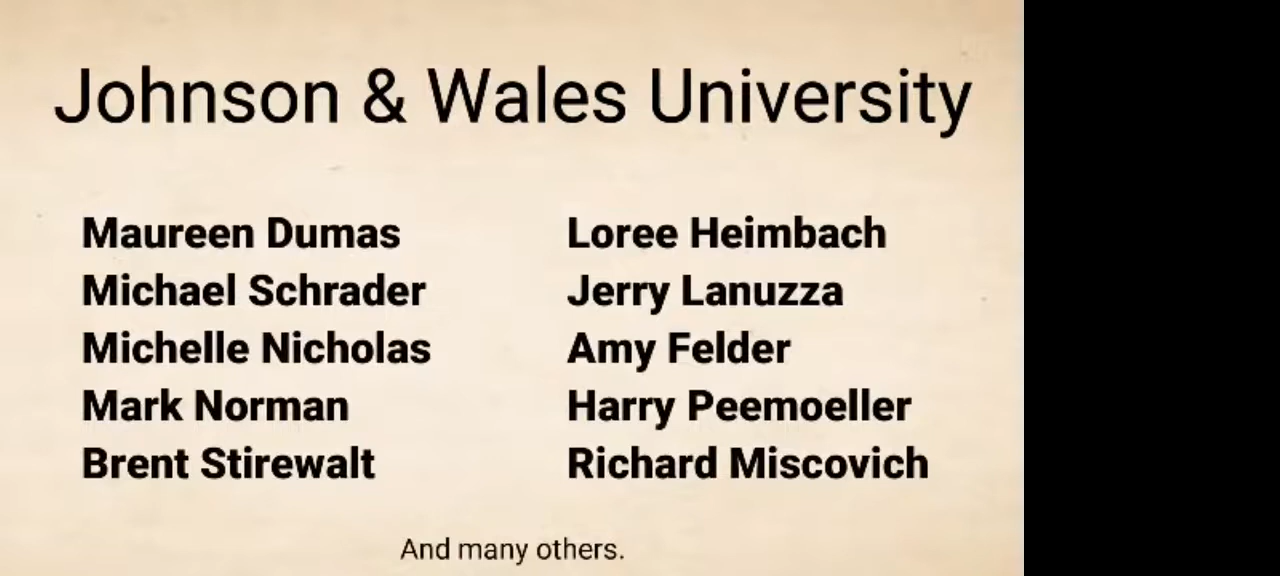 Johnson & Wales University
Maureen Dumas
Michael Schrader
Michelle Nicholas
Mark Norman
Brent Stirewalt
Loree Heimbach
Jerry Lanuzza
Amy Felder
Harry Peemoeller
Richard Miscovich
And many others.